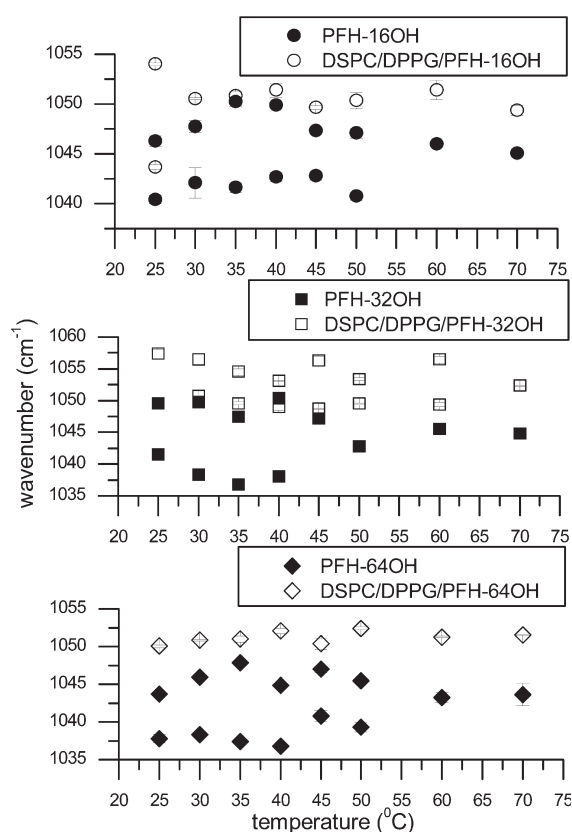 PFH-16OH
DSPC/DPPG/PFH-16OH
1055
1050
1045
1040
20 25 30 35 40 45 50 55 60 65 70 75
PFH-32OH
DSPC/DPPG/PFH-32OH
1060
1055
1050
1045
1040
1035
wavenumber (cm-1)
20 25 30 35 40 45 50 55 60 65 70 75
PFH-64OH
DSPC/DPPG/PFH-64OH
1055
1050
1045
1040
1035
20 25 30 35 40 45 50 55 60 65 70 75
temperature (0C)